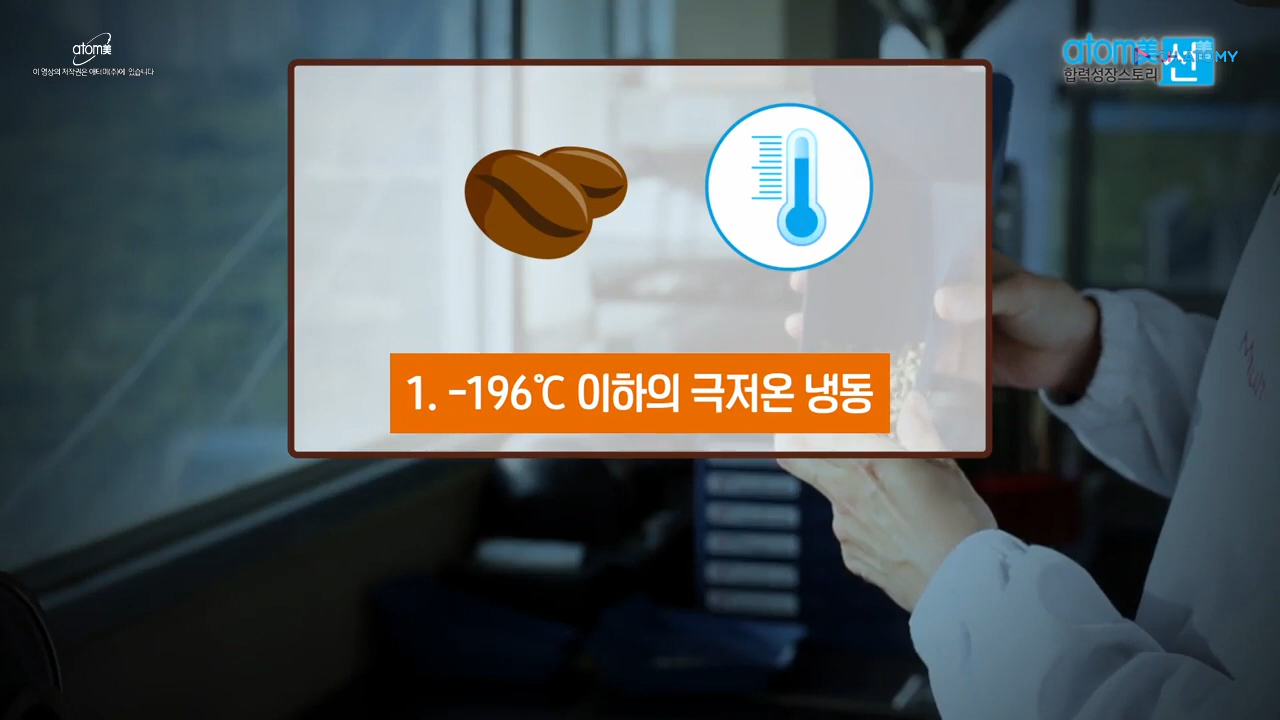 atom美
이 영상의 저작권은 애터미(주)에 있습니다
atom美
합력성장스토리
선
1. -196℃ 이하의 극저온 냉동